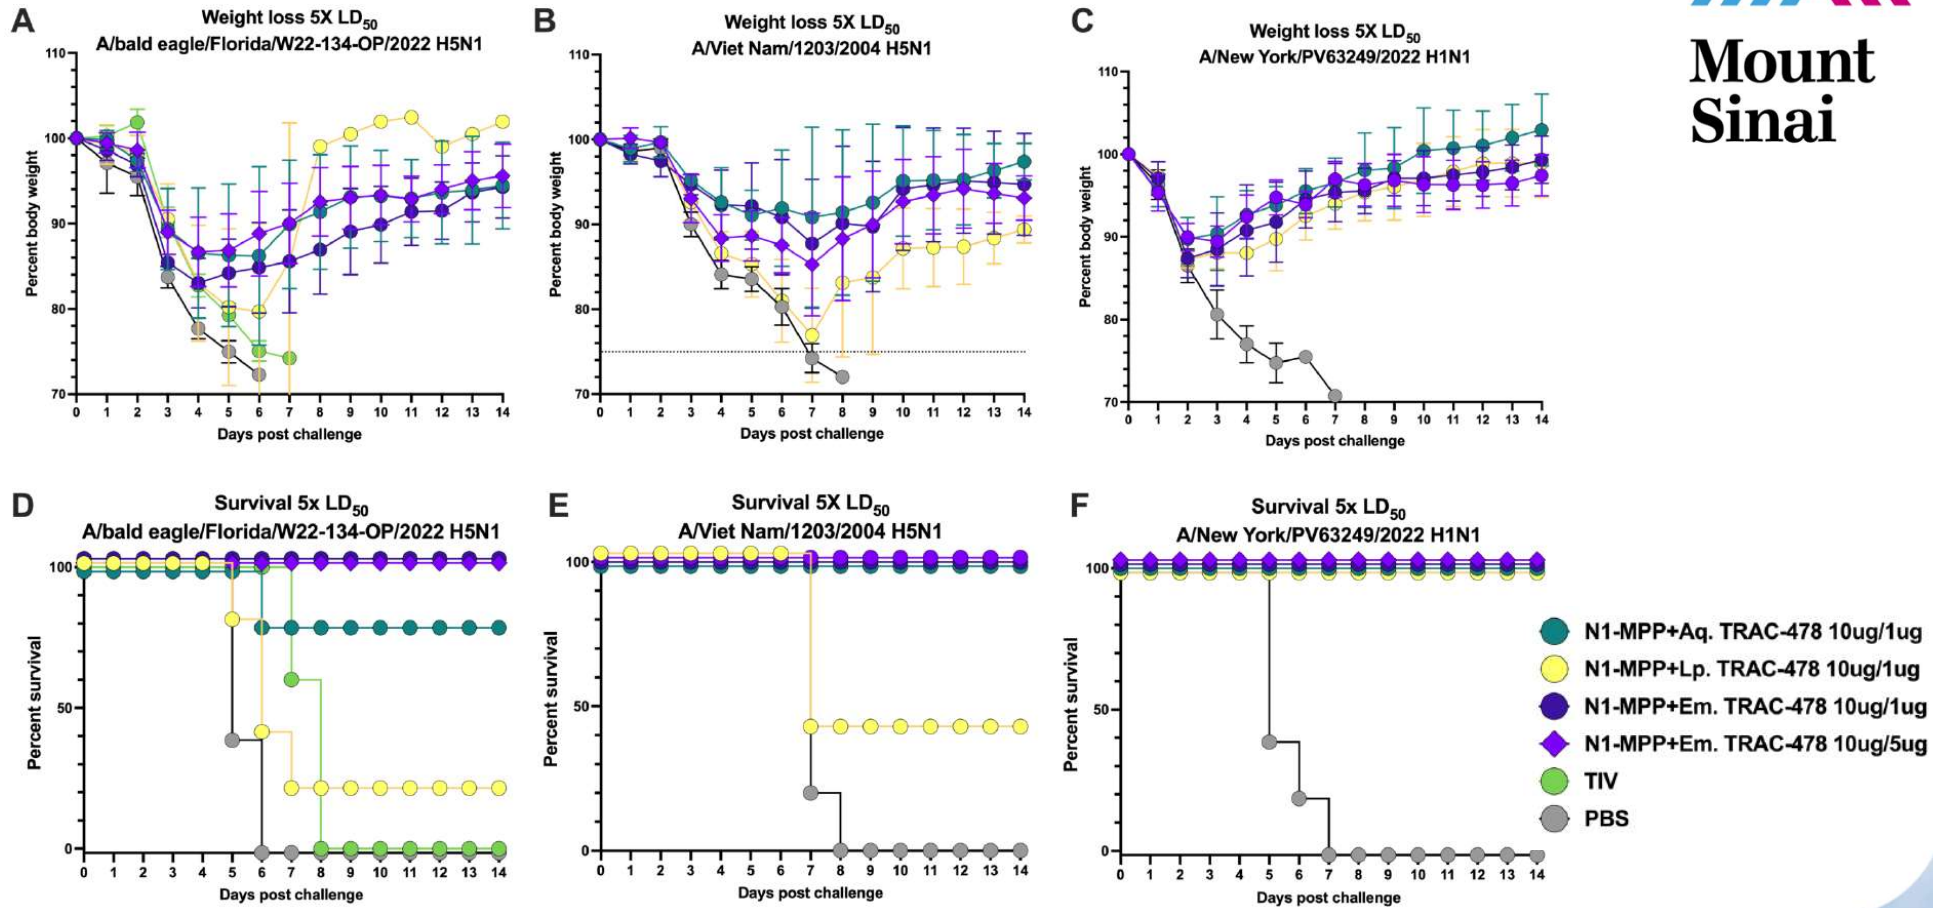 A
Weight loss 5X LD50
A/bald eagle/Florida/W22-134-OP/2022 H5N1
110
100
90
80
70
Percent body weight
0 1 2 3 4 5 6 7 8 9 10 11 12 13 14
Days post challenge
B
Weight loss 5X LD50
A/Viet Nam/1203/2004 H5N1
110
100
90
80
70
Percent body weight
0 1 2 3 4 5 6 7 8 9 10 11 12 13 14
Days post challenge
C
Weight loss 5X LD50
A/New York/PV63249/2022 H1N1
110
100
90
80
70
Percent body weight
0 1 2 3 4 5 6 7 8 9 10 11 12 13 14
Days post challenge
Mount
Sinai
D
Survival 5x LD50
A/bald eagle/Florida/W22-134-OP/2022 H5N1
100
50
0
Percent survival
0 1 2 3 4 5 6 7 8 9 10 11 12 13 14
Days post challenge
E
Survival 5X LD50
A/Viet Nam/1203/2004 H5N1
100
50
0
Percent survival
0 1 2 3 4 5 6 7 8 9 10 11 12 13 14
Days post challenge
F
Survival 5x LD50
A/New York/PV63249/2022 H1N1
100
50
0
Percent survival
0 1 2 3 4 5 6 7 8 9 10 11 12 13 14
Days post challenge
N1-MPP+Aq. TRAC-478 10ug/1ug
N1-MPP+Lp. TRAC-478 10ug/1ug
N1-MPP+Em. TRAC-478 10ug/1ug
N1-MPP+Em. TRAC-478 10ug/5ug
TIV
PBS